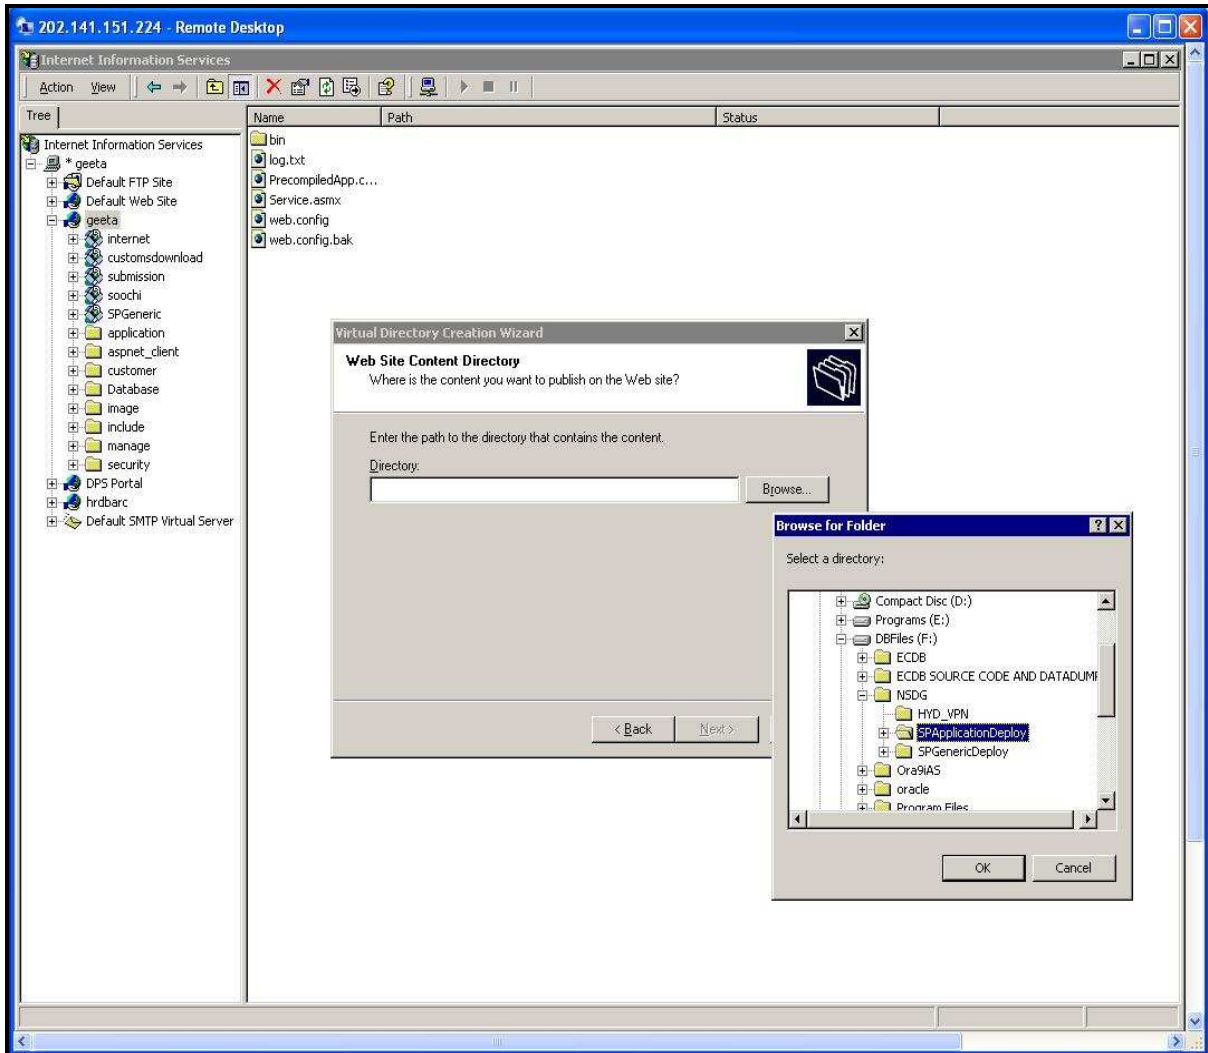 202.141.151.224 - Remote Desktop
Internet Information Services
Action View
Tree
Name Path Status
Internet Information Services
* geeta
Default FTP Site
Default Web Site
geeta
internet
customsdownload
submission
soochi
SPGeneric
application
aspnet_client
customer
Database
image
include
manage
security
DPS Portal
hrdbarc
Default SMTP Virtual Server
bin
log.txt
PrecompiledApp.c...
Service.asmx
web.config
web.config.bak
Virtual Directory Creation Wizard
Web Site Content Directory
Where is the content you want to publish on the Web site?
Enter the path to the directory that contains the content.
Directory:
Browse...
< Back Next >
Browse for Folder
Select a directory:
Compact Disc (D:)
Programs (E:)
DBFiles (F:)
ECDB
ECDB SOURCE CODE AND DATADUMP
NSDG
HYD_VPN
SPApplicationDeploy
SPGenericDeploy
Ora9iAS
oracle
Program Files
OK Cancel